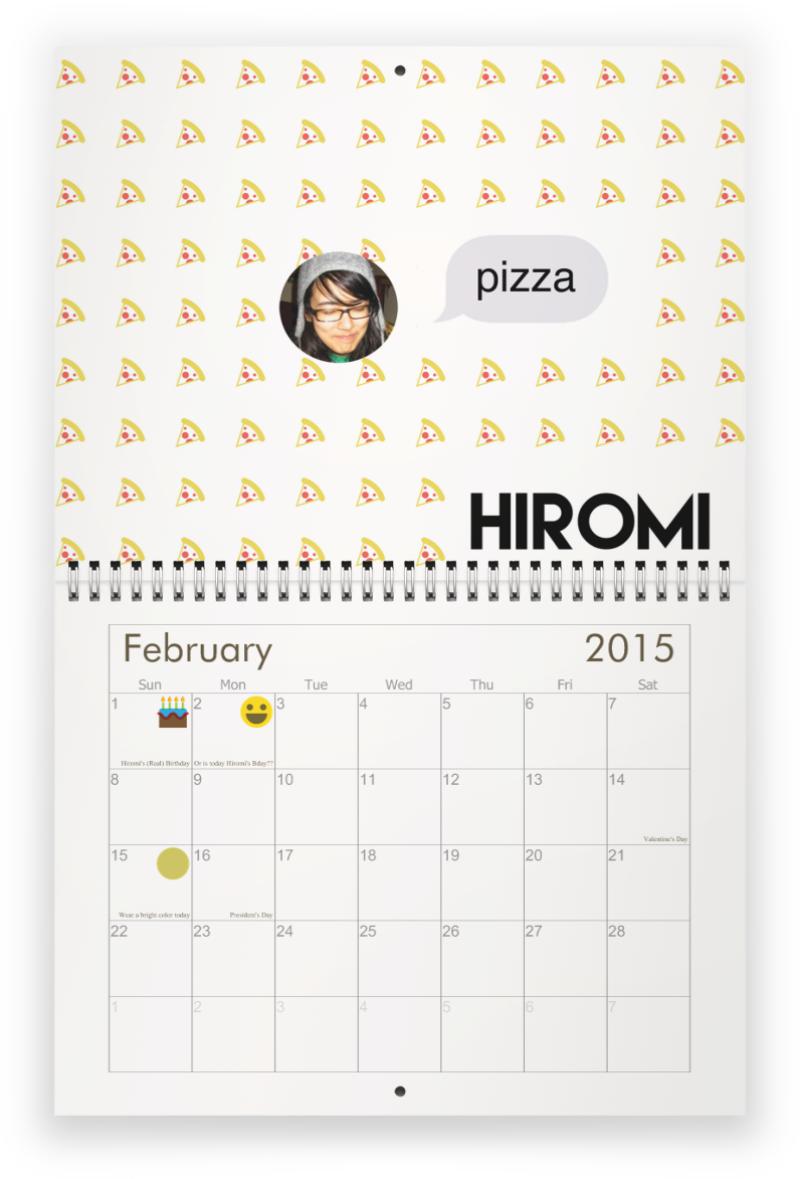 pizza
HIROMI
February 2015
Sun Mon Tue Wed Thu Fri Sat
1 2 3 4 5 6 7
Hiromi's (Real) Birthday Or is today Hiromi's Bday??
8 9 10 11 12 13 14
Valentine's Day
15 16 17 18 19 20 21
Wear a bright color today President's Day
22 23 24 25 26 27 28
1 2 3 4 5 6 7